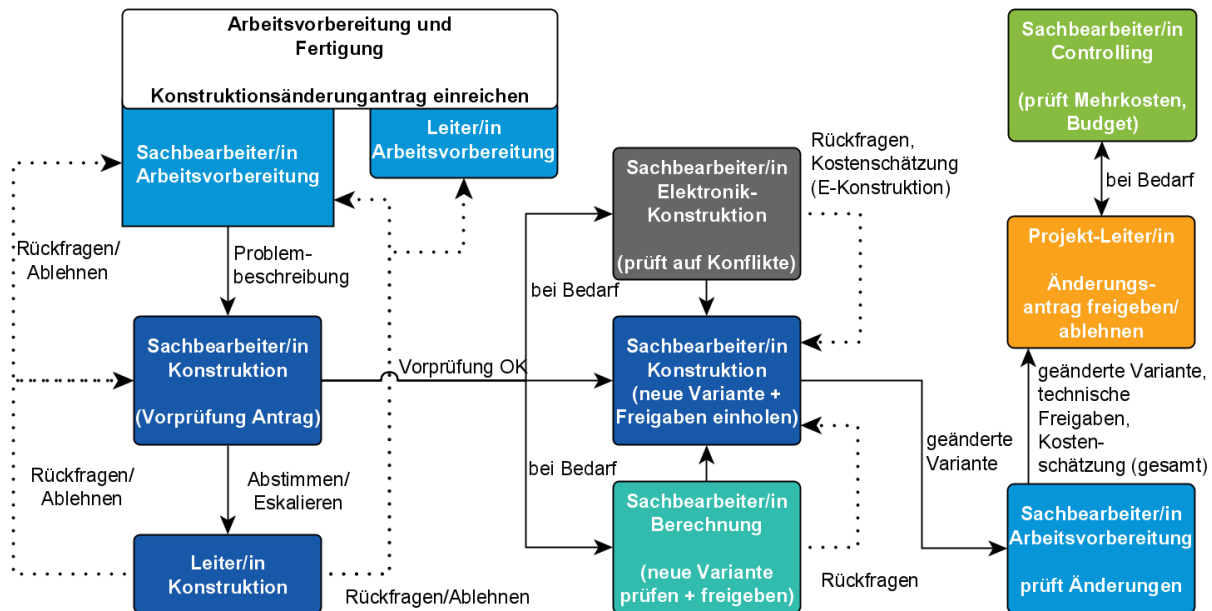 Arbeitsvorbereitung und
Fertigung
Konstruktionsänderungantrag einreichen
Sachbearbeiter/in
Arbeitsvorbereitung
Leiter/in
Arbeitsvorbereitung
Rückfragen/
Ablehnen
Problem-
beschreibung
Sachbearbeiter/in
Konstruktion
(Vorprüfung Antrag)
Rückfragen/
Ablehnen
Abstimmen/
Eskalieren
Leiter/in
Konstruktion
Rückfragen/Ablehnen
Vorprüfung OK
bei Bedarf
bei Bedarf
Sachbearbeiter/in
Elektronik-
Konstruktion
(prüft auf Konflikte)
Rückfragen,
Kostenschätzung
(E-Konstruktion)
Sachbearbeiter/in
Konstruktion
(neue Variante +
Freigaben einholen)
Sachbearbeiter/in
Berechnung
(neue Variante
prüfen + freigeben)
Rückfragen
geänderte
Variante
Sachbearbeiter/in
Controlling
(prüft Mehrkosten,
Budget)
bei Bedarf
Projekt-Leiter/in
Änderungs-
antrag freigeben/
ablehnen
geänderte Variante,
technische
Freigaben,
Kosten-
schätzung (gesamt)
Sachbearbeiter/in
Arbeitsvorbereitung
prüft Änderungen